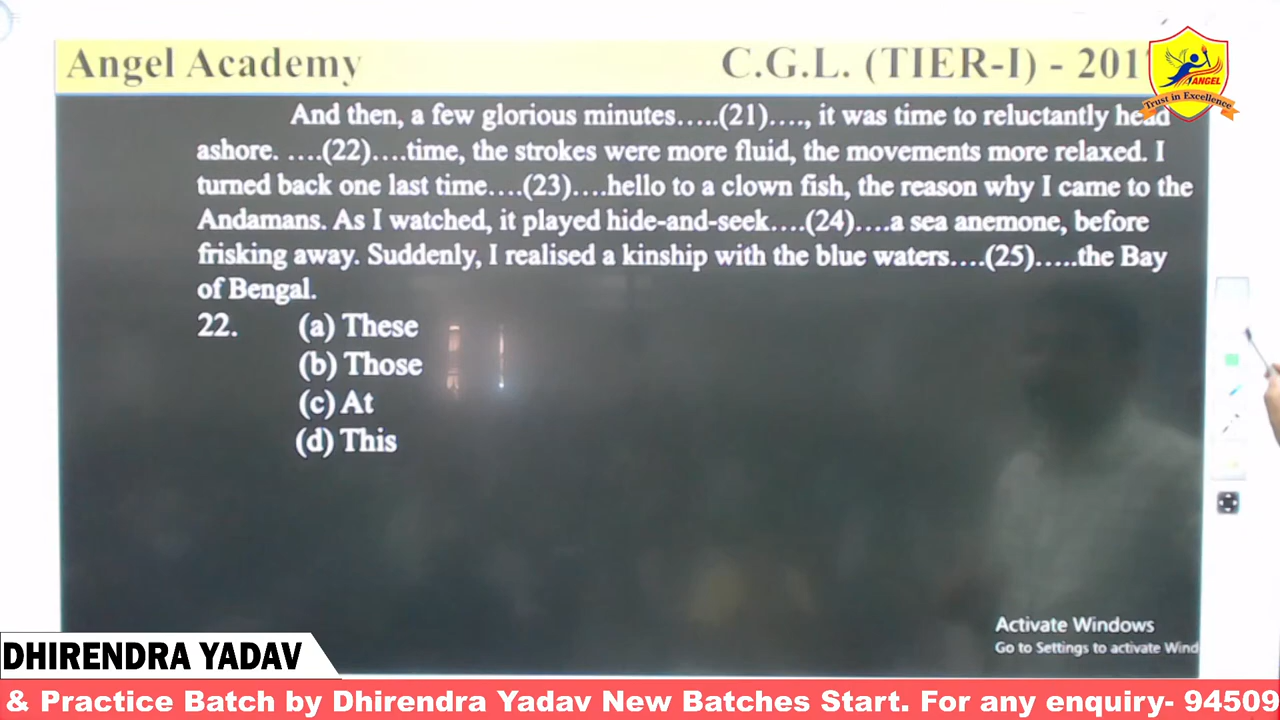 Angel Academy
C.G.L. (TIER-I) - 201
ANGEL
Trust in Excellence
And then, a few glorious minutes.....(21)...., it was time to reluctantly head
ashore. ....(22)....time, the strokes were more fluid, the movements more relaxed. I
turned back one last time....(23)....hello to a clown fish, the reason why I came to the
Andamans. As I watched, it played hide-and-seek....(24)....a sea anemone, before
frisking away. Suddenly, I realised a kinship with the blue waters....(25).....the Bay
of Bengal.
22. (a) These
(b) Those
(c) At
(d) This
Activate Windows
Go to Settings to activate Wind
DHIRENDRA YADAV
& Practice Batch by Dhirendra Yadav New Batches Start. For any enquiry- 94509